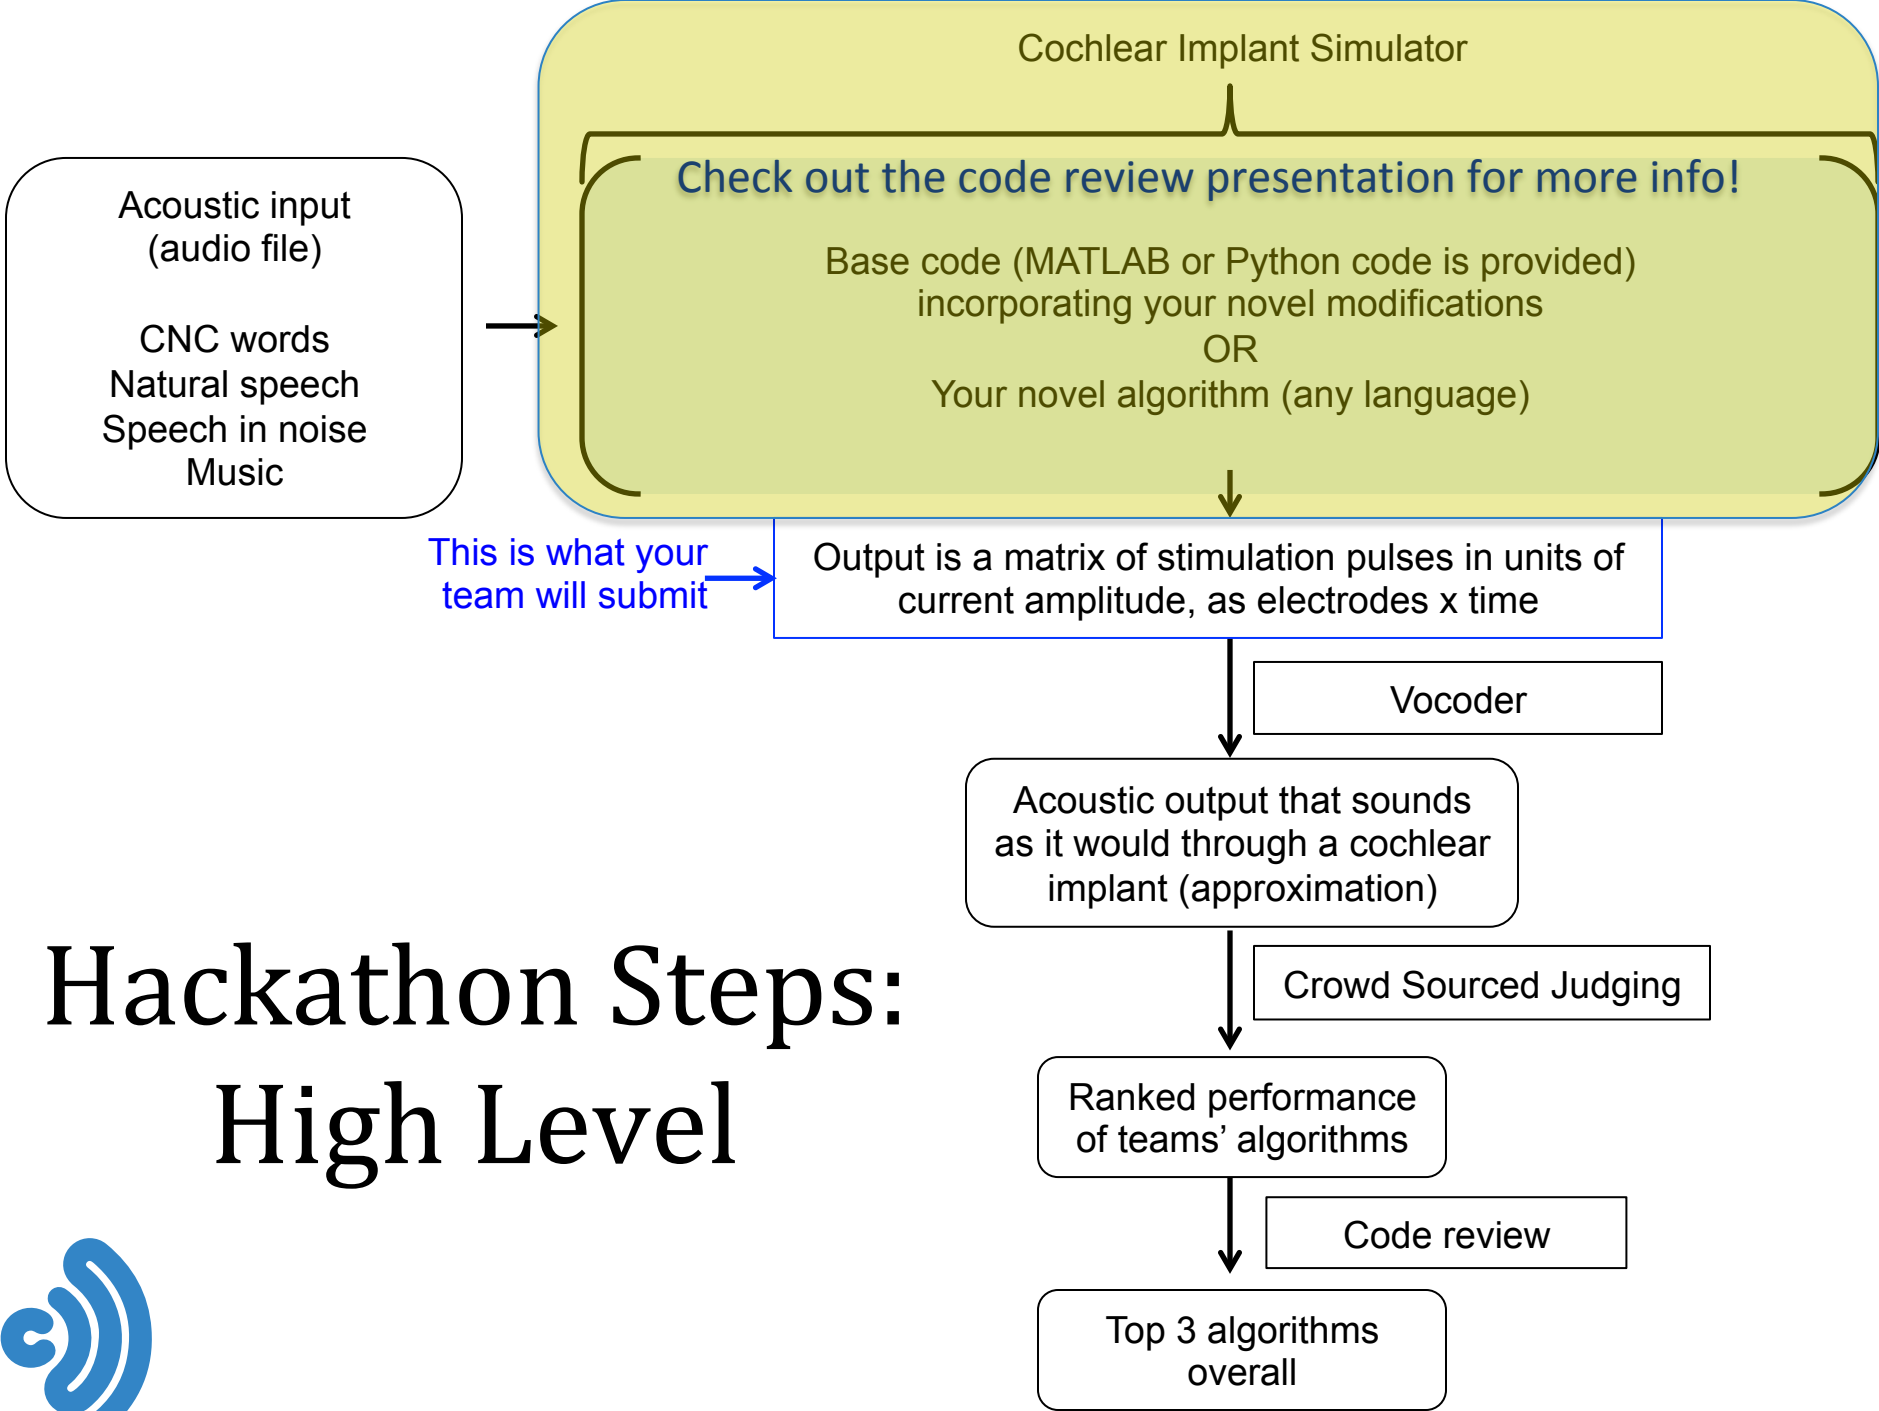 Cochlear Implant Simulator
Check out the code review presentation for more info!
Acoustic input
(audio file)
CNC words
Natural speech
Speech in noise
Music
Base code (MATLAB or Python code is provided)
incorporating your novel modifications
OR
Your novel algorithm (any language)
This is what your
team will submit
Output is a matrix of stimulation pulses in units of
current amplitude, as electrodes x time
Vocoder
Acoustic output that sounds
as it would through a cochlear
implant (approximation)
Hackathon Steps:
High Level
Crowd Sourced Judging
Ranked performance
of teams’ algorithms
Code review
Top 3 algorithms
overall